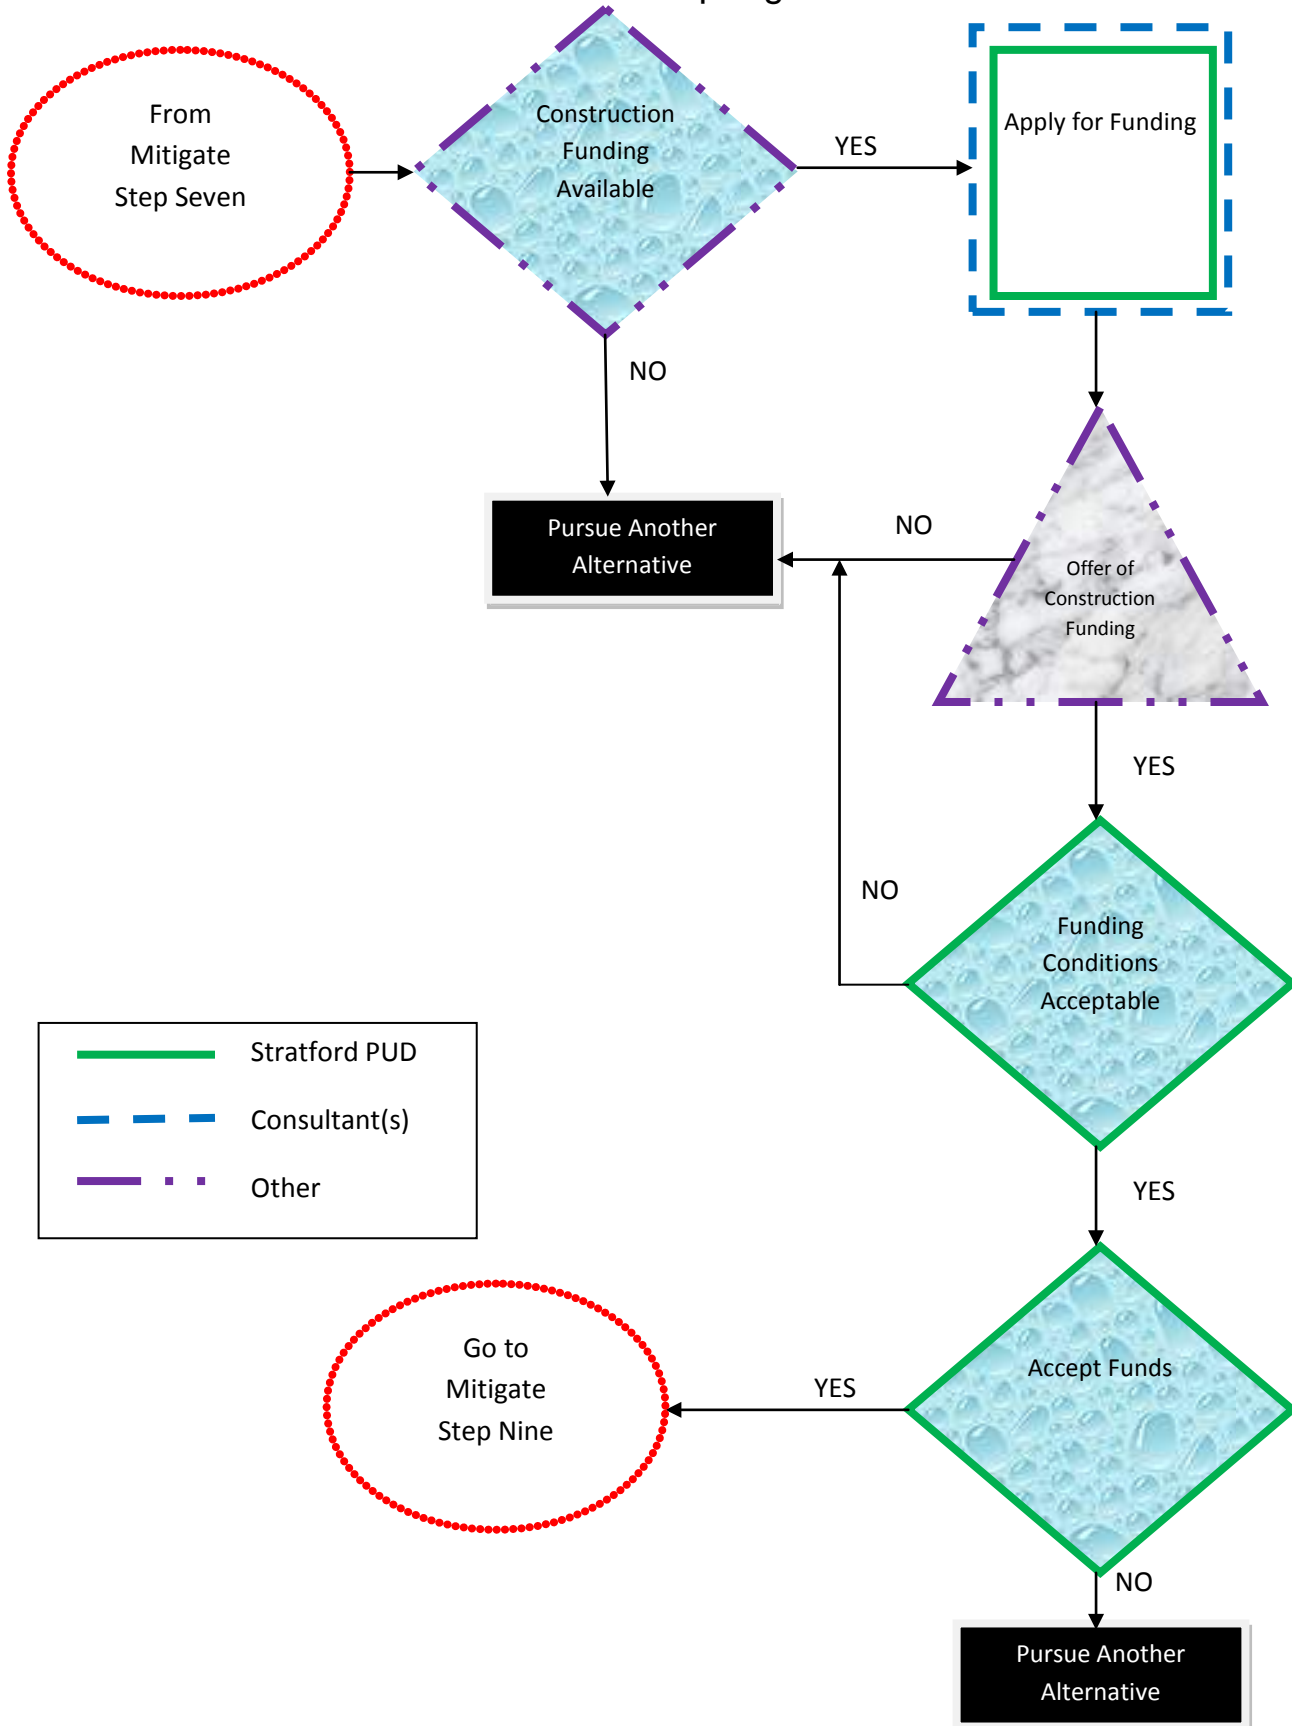 From
Mitigate
Step Seven
Construction
Funding
Available
YES
Apply for Funding
NO
Pursue Another
Alternative
NO
Offer of
Construction
Funding
YES
NO
Funding
Conditions
Acceptable
Stratford PUD
Consultant(s)
Other
YES
Go to
Mitigate
Step Nine
YES
Accept Funds
NO
Pursue Another
Alternative